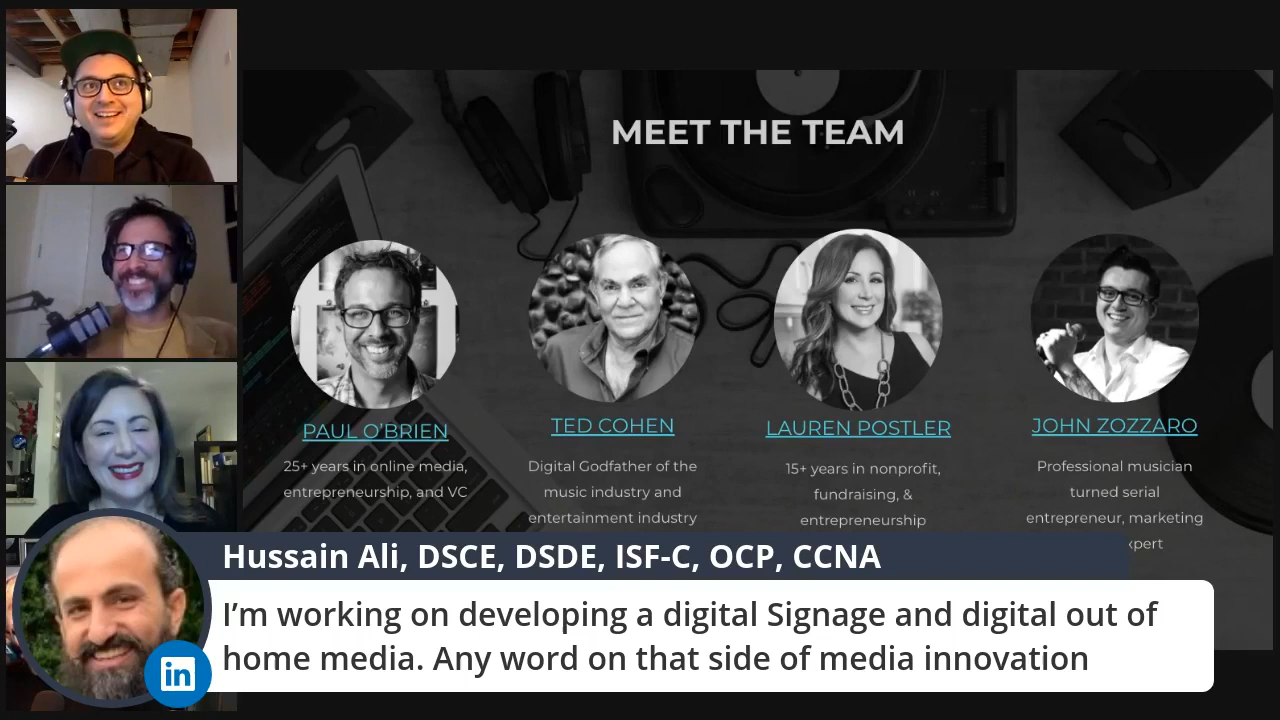 MEET THE TEAM
PAUL O'BRIEN
25+ years in online media,
entrepreneurship, and VC
TED COHEN
Digital Godfather of the
music industry and
entertainment industry
LAUREN POSTLER
15+ years in nonprofit,
fundraising, &
entrepreneurship
JOHN ZOZZARO
Professional musician
turned serial
entrepreneur, marketing
Hussain Ali, DSCE, DSDE, ISF-C, OCP, CCNA
I'm working on developing a digital Signage and digital out of
home media. Any word on that side of media innovation
in